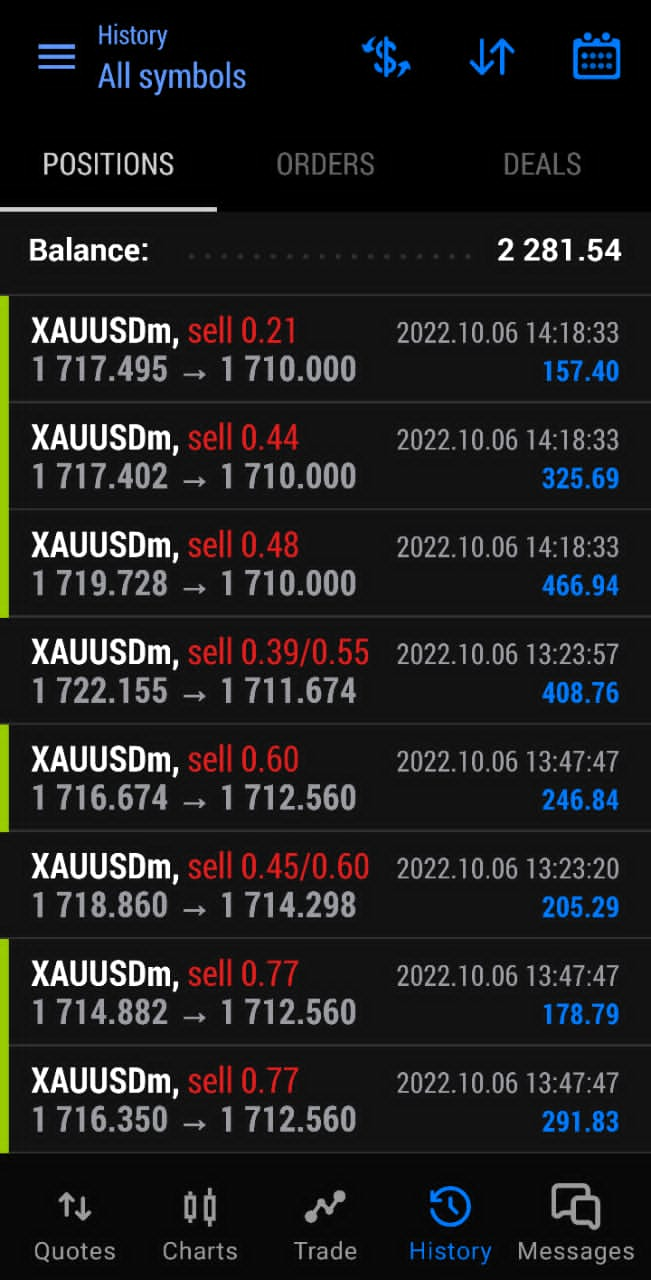 History
All symbols
POSITIONS ORDERS DEALS
Balance: 2 281.54
XAUUSDm, sell 0.21 2022.10.06 14:18:33
1 717.495 → 1 710.000 157.40
XAUUSDm, sell 0.44 2022.10.06 14:18:33
1 717.402 → 1 710.000 325.69
XAUUSDm, sell 0.48 2022.10.06 14:18:33
1 719.728 → 1 710.000 466.94
XAUUSDm, sell 0.39/0.55 2022.10.06 13:23:57
1 722.155 → 1 711.674 408.76
XAUUSDm, sell 0.60 2022.10.06 13:47:47
1 716.674 → 1 712.560 246.84
XAUUSDm, sell 0.45/0.60 2022.10.06 13:23:20
1 718.860 → 1 714.298 205.29
XAUUSDm, sell 0.77 2022.10.06 13:47:47
1 714.882 → 1 712.560 178.79
XAUUSDm, sell 0.77 2022.10.06 13:47:47
1 716.350 → 1 712.560 291.83
Quotes Charts Trade History Messages